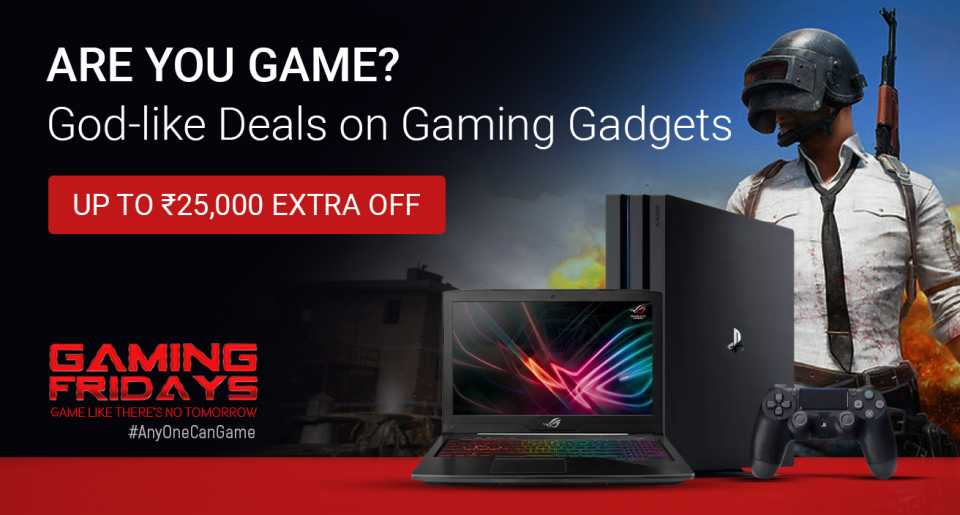 ARE YOU GAME?
God-like Deals on Gaming Gadgets
UP TO ₹25,000 EXTRA OFF
GAMING
FRIDAYS
GAME LIKE THERE'S NO TOMORROW
#AnyOneCanGame